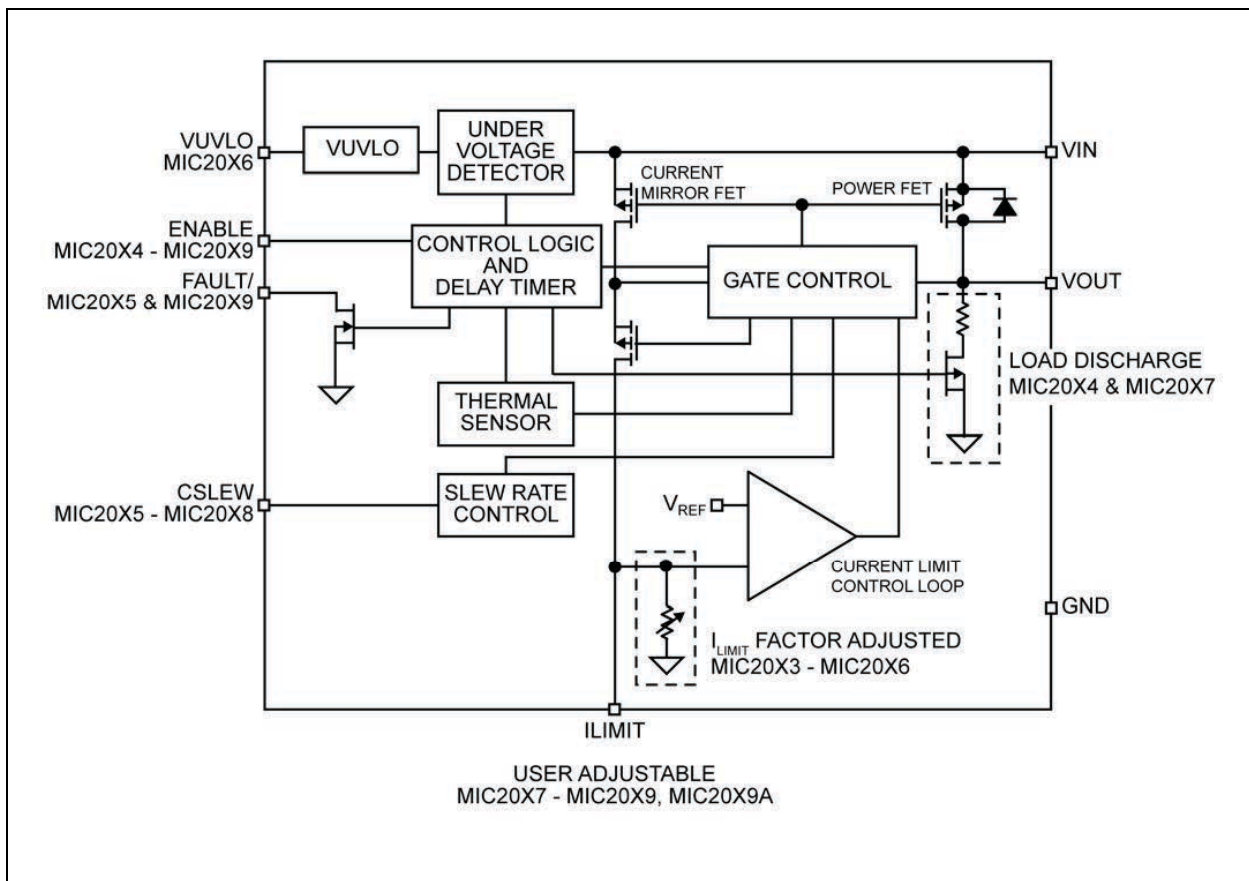 VUVLO
MIC20X6
VUVLO
UNDER
VOLTAGE
DETECTOR
VIN
CURRENT
MIRROR FET
POWER FET
ENABLE
MIC20X4 - MIC20X9
CONTROL LOGIC
AND
DELAY TIMER
FAULT/
MIC20X5 & MIC20X9
GATE CONTROL
VOUT
LOAD DISCHARGE
MIC20X4 & MIC20X7
THERMAL
SENSOR
CSLEW
MIC20X5 - MIC20X8
SLEW RATE
CONTROL
VREF
CURRENT LIMIT
CONTROL LOOP
GND
ILIMIT FACTOR ADJUSTED
MIC20X3 - MIC20X6
ILIMIT
USER ADJUSTABLE
MIC20X7 - MIC20X9, MIC20X9A